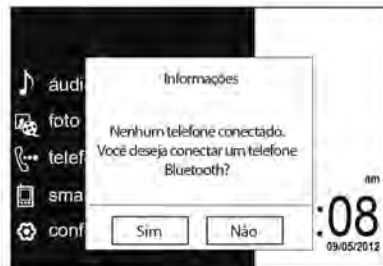 Informações
Nenhum telefone conectado.
Você deseja conectar um telefone
Bluetooth?
Sim
Não
áudi
foto
telef
sma
conf
am
:08
09/05/2012